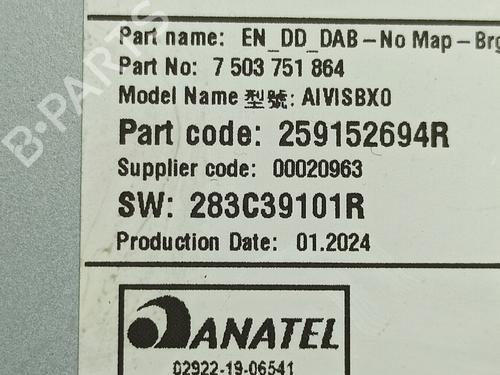 Part name: EN_DD_DAB-No Map-Brg
Part No: 7 503 751 864
Model Name 型號: AIVISBX0
Part code: 259152694R
Supplier code: 00020963
SW: 283C39101R
Production Date: 01.2024
ANATEL
02922-19-06541
B-PARTS